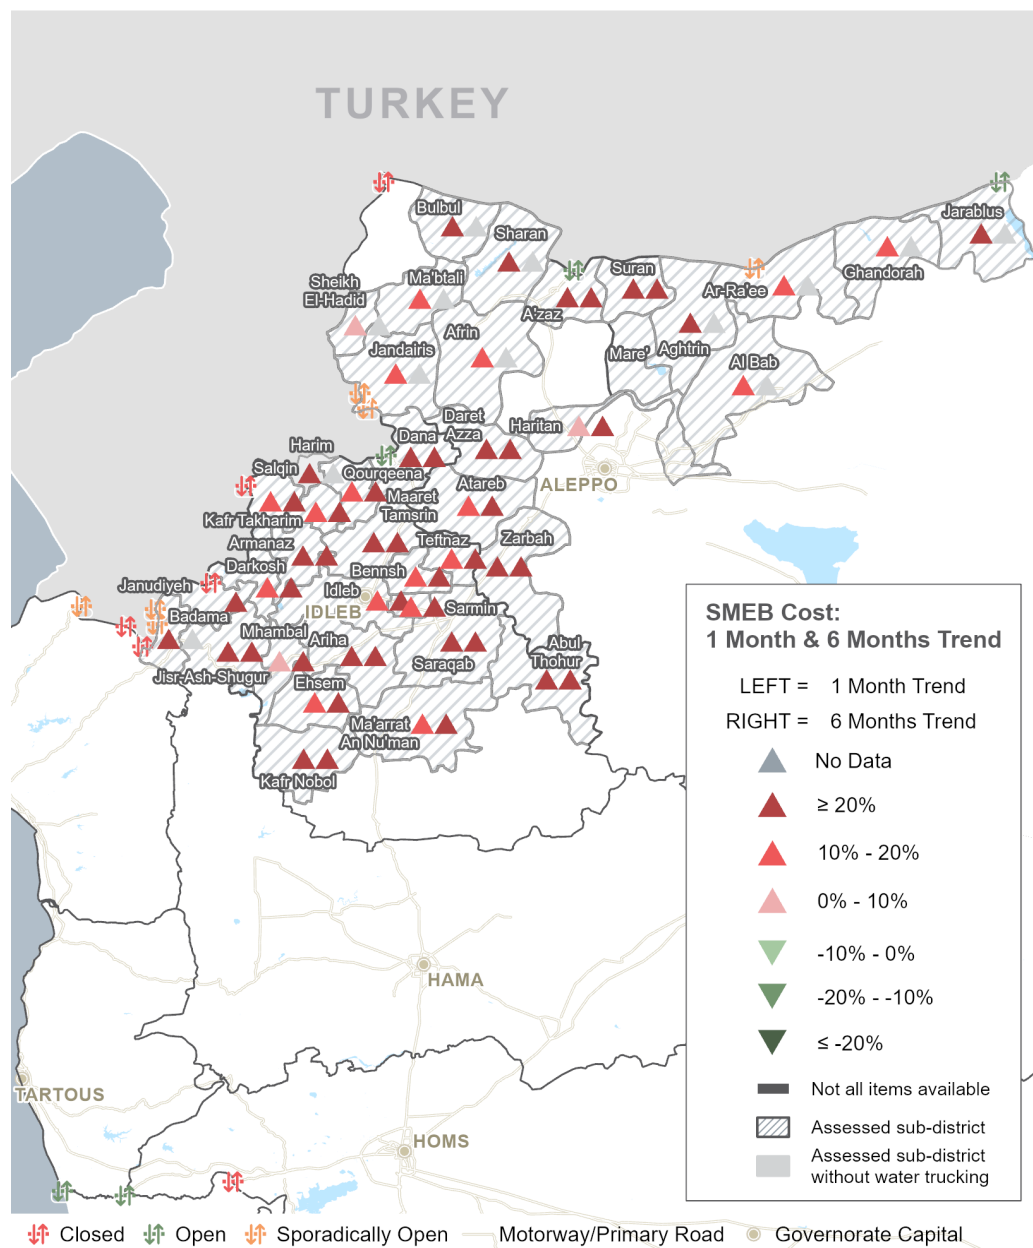 TURKEY
Bulbul
Jarablus
Sharan
Suran
Ghandorah
Sheikh
El-Hadid
Ma'btali
Ar-Ra'ee
A'zaz
Afrin
Jandairis
Mare'
Aghtrin
Al Bab
Daret
Azza
Haritan
Dana
Harim
Salqin
Qourqeena
ALEPPO
Atareb
Maaret
Tamsrin
Kafr Takharim
Armanaz
Teftnaz
Zarbah
Darkosh
Bennsh
Janudiyeh
Idleb
IDLEB
Sarmin
Badama
Mhambal
Ariha
Abul
Thohur
Saraqab
Jisr-Ash-Shugur
Ehsem
Ma'arrat
An Nu'man
Kafr Nobol
HAMA
TARTOUS
HOMS
SMEB Cost:
1 Month & 6 Months Trend
LEFT = 1 Month Trend
RIGHT = 6 Months Trend
No Data
≥ 20%
10% - 20%
0% - 10%
-10% - 0%
-20% - -10%
≤ -20%
Not all items available
Assessed sub-district
Assessed sub-district
without water trucking
Closed Open Sporadically Open Motorway/Primary Road Governorate Capital